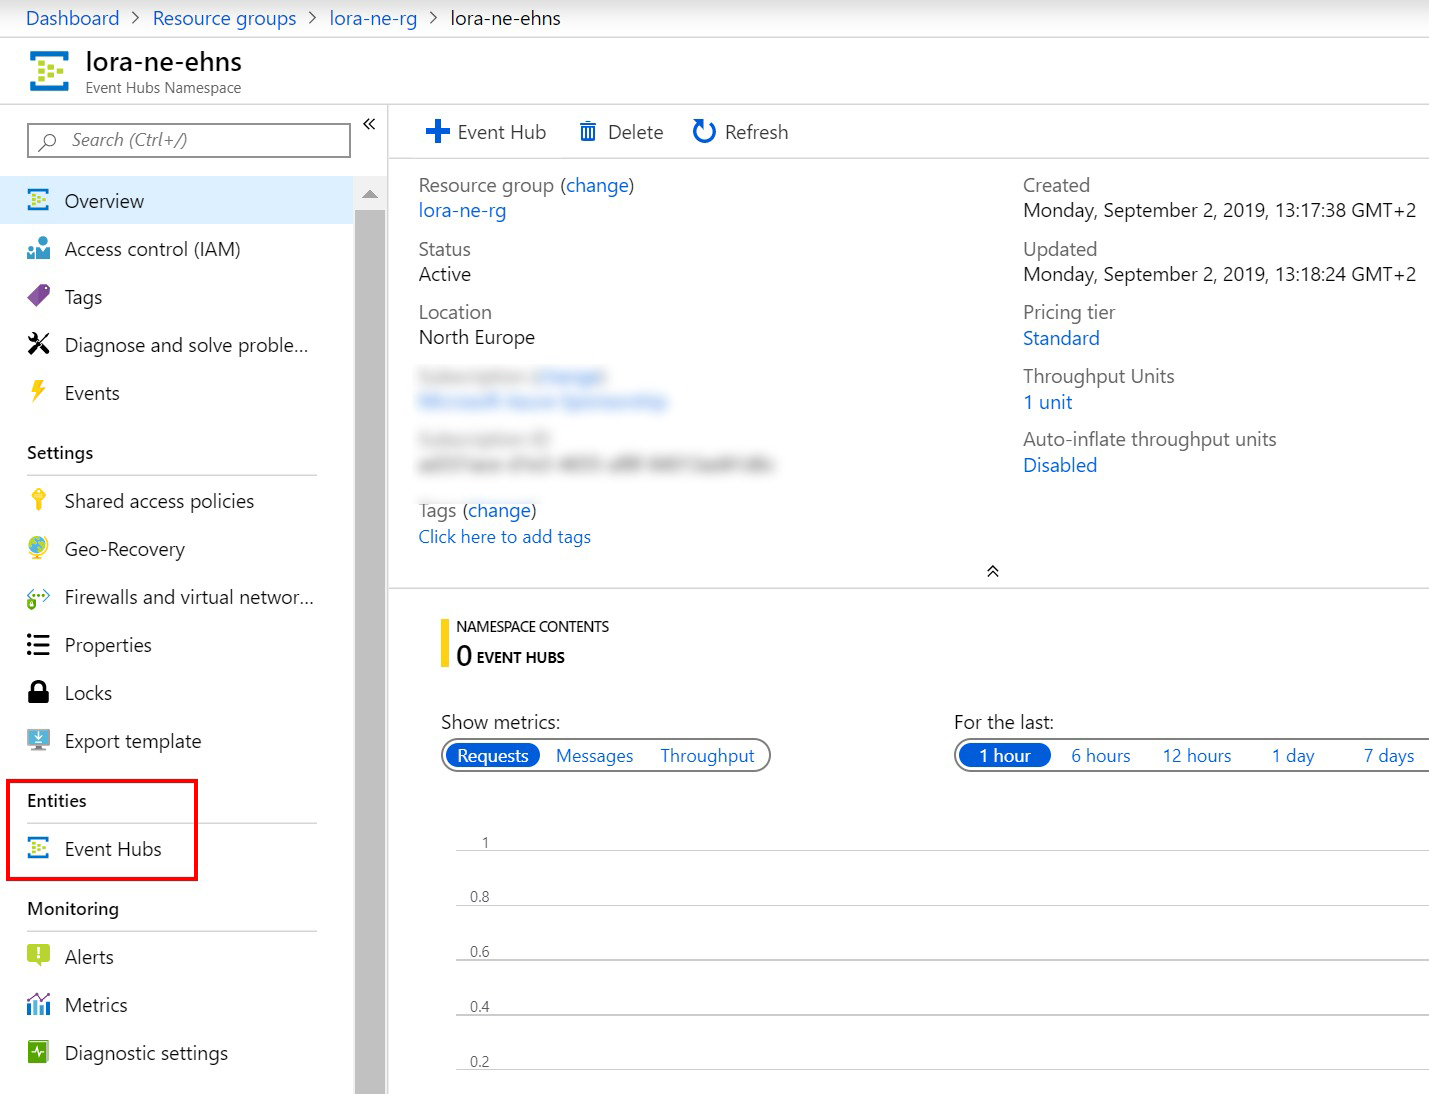 Dashboard > Resource groups > lora-ne-rg > lora-ne-ehns
lora-ne-ehns
Event Hubs Namespace
Search (Ctrl+/)
«
Overview
Access control (IAM)
Tags
Diagnose and solve proble...
Events
Settings
Shared access policies
Geo-Recovery
Firewalls and virtual networ...
Properties
Locks
Export template
Entities
Event Hubs
Monitoring
Alerts
Metrics
Diagnostic settings
Event Hub Delete Refresh
Resource group (change)
lora-ne-rg
Status
Active
Location
North Europe
Tags (change)
Click here to add tags
Created
Monday, September 2, 2019, 13:17:38 GMT+2
Updated
Monday, September 2, 2019, 13:18:24 GMT+2
Pricing tier
Standard
Throughput Units
1 unit
Auto-inflate throughput units
Disabled
NAMESPACE CONTENTS
0 EVENT HUBS
Show metrics:
Requests Messages Throughput
For the last:
1 hour 6 hours 12 hours 1 day 7 days
1
0.8
0.6
0.4
0.2